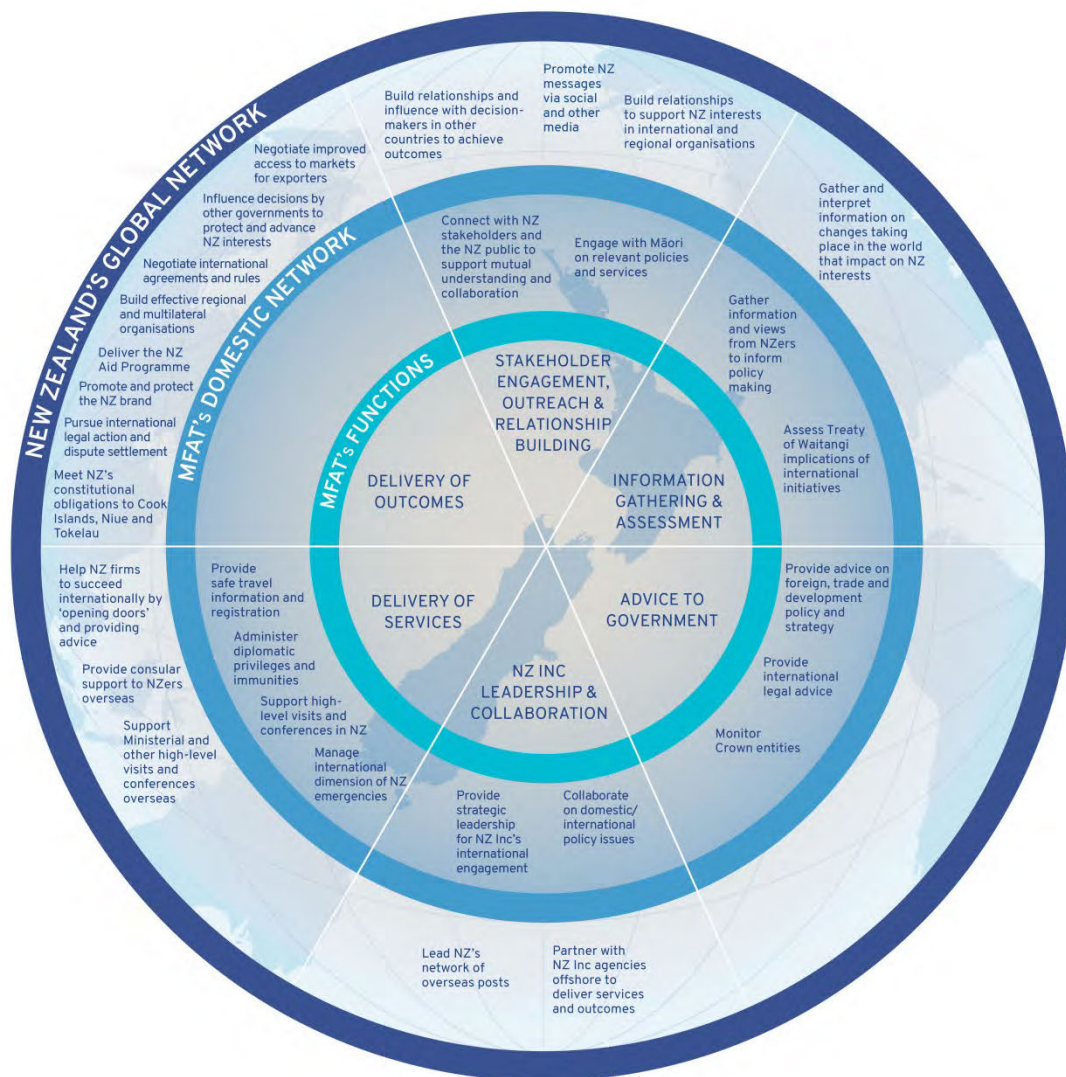 NEW ZEALAND'S GLOBAL NETWORK
Promote NZ
messages
via social
and other
media
Build relationships and
influence with decision-
makers in other
countries to achieve
outcomes
Build relationships
to support NZ interests
in international and
regional organisations
Negotiate improved
access to markets
for exporters
Influence decisions by
other governments to
protect and advance
NZ interests
Negotiate international
agreements and rules
Build effective regional
and multilateral
organisations
Deliver the NZ
Aid Programme
Promote and protect
the NZ brand
Pursue international
legal action and
dispute settlement
Meet NZ's
constitutional
obligations to Cook
Islands, Niue and
Tokelau
Gather and
interpret
information on
changes taking
place in the world
that impact on NZ
interests
MFAT's DOMESTIC NETWORK
Connect with NZ
stakeholders and
the NZ public to
support mutual
understanding and
collaboration
Engage with Māori
on relevant policies
and services
Gather
information
and views
from NZers
to inform
policy
making
Assess Treaty
of Waitangi
implications of
international
initiatives
MFAT's FUNCTIONS
STAKEHOLDER
ENGAGEMENT,
OUTREACH &
RELATIONSHIP
BUILDING
DELIVERY OF
OUTCOMES
INFORMATION
GATHERING &
ASSESSMENT
DELIVERY OF
SERVICES
ADVICE TO
GOVERNMENT
NZ INC
LEADERSHIP &
COLLABORATION
Help NZ firms
to succeed
internationally by
'opening doors'
and providing
advice
Provide consular
support to NZers
overseas
Support
Ministerial and
other high-level
visits and
conferences
overseas
Provide
safe travel
information and
registration
Administer
diplomatic
privileges and
immunities
Support high-
level visits and
conferences in NZ
Manage
international
dimension of NZ
emergencies
Provide
strategic
leadership
for NZ Inc's
international
engagement
Collaborate
on domestic/
international
policy issues
Provide advice on
foreign, trade and
development
policy and
strategy
Provide
international
legal advice
Monitor
Crown entities
Lead NZ's
network of
overseas posts
Partner with
NZ Inc agencies
offshore to
deliver services
and outcomes